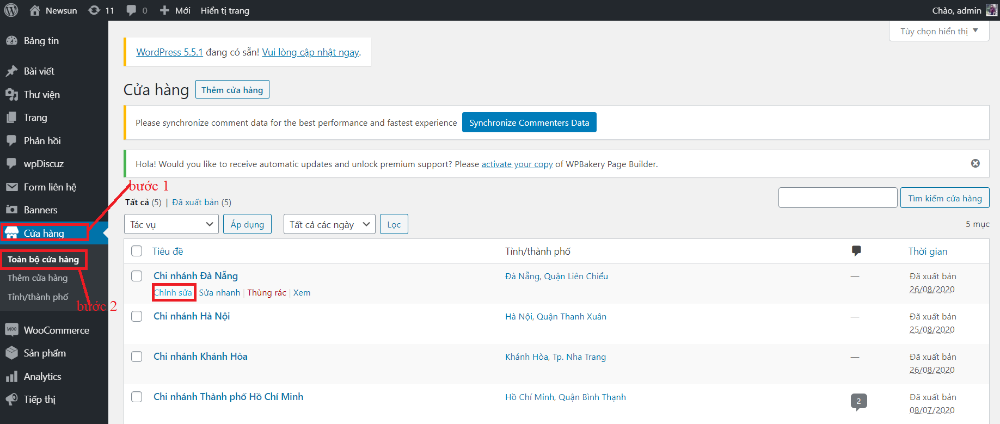 Newsun 11 0 Mới Hiển tị trang Chào, admin
Tùy chọn hiển thị
Bảng tin
Bài viết
Thư viện
Trang
Phản hồi
wpDiscuz
Form liên hệ
Banners
Cửa hàng
Toàn bộ cửa hàng
Thêm cửa hàng
Tỉnh/thành phố
WooCommerce
Sản phẩm
Analytics
Tiếp thị
WordPress 5.5.1 đang có sẵn! Vui lòng cập nhật ngay.
Cửa hàng Thêm cửa hàng
Please synchronize comment data for the best performance and fastest experience Synchronize Commenters Data
Hola! Would you like to receive automatic updates and unlock premium support? Please activate your copy of WPBakery Page Builder.
bước 1
Tất cả (5) | Đã xuất bản (5)
Tìm kiếm cửa hàng
Tác vụ Áp dụng Tất cả các ngày Lọc 5 mục
Tiêu đề Tỉnh/thành phố Thời gian
Chi nhánh Đà Nẵng Đà Nẵng, Quận Liên Chiểu — Đã xuất bản
Chỉnh sửa Sửa nhanh | Thùng rác | Xem 26/08/2020
bước 2
Chi nhánh Hà Nội Hà Nội, Quận Thanh Xuân — Đã xuất bản
25/08/2020
Chi nhánh Khánh Hòa Khánh Hòa, Tp. Nha Trang — Đã xuất bản
26/08/2020
Chi nhánh Thành phố Hồ Chí Minh Hồ Chí Minh, Quận Bình Thạnh 2 Đã xuất bản
08/07/2020